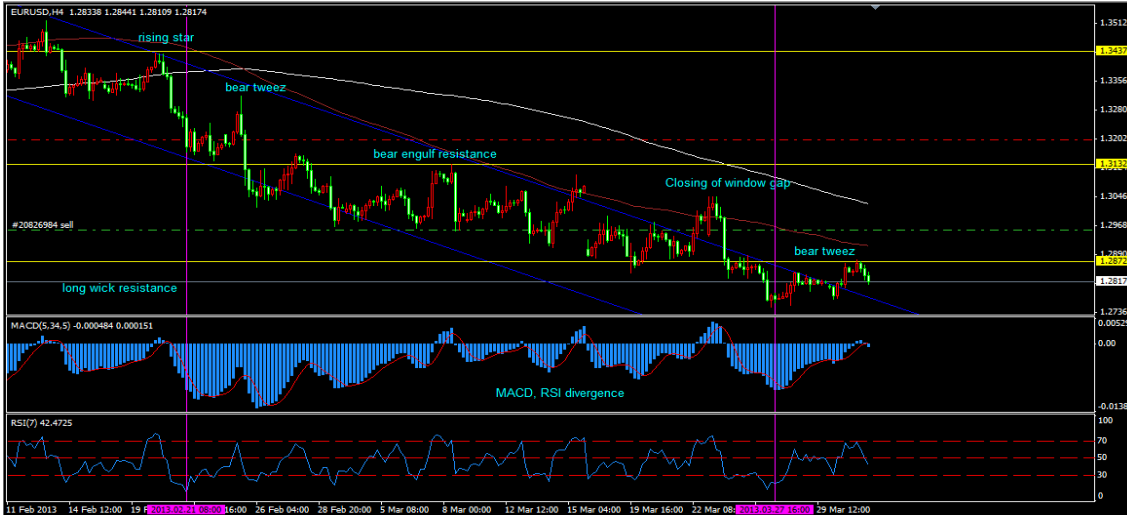 EURUSD,H4 1.28338 1.28441 1.28109 1.28174
1.3512
rising star
1.3437
1.3356
bear tweez
1.3280
1.3200
bear engulf resistance
1.3132
Closing of window gap
1.3046
#20826984 sell
1.2968
bear tweez
1.2890
1.2872
long wick resistance
1.2817
1.2736
MACD(5,34,5) -0.000484 0.000151
0.00529
0.00
MACD, RSI divergence
-0.0138
RSI(7) 42.4725
100
70
50
30
0
11 Feb 2013 14 Feb 12:00 19 F 2013.02.21 08:00 16:00 26 Feb 04:00 28 Feb 20:00 5 Mar 08:00 8 Mar 00:00 12 Mar 12:00 15 Mar 04:00 19 Mar 16:00 22 Mar 08: 2013.03.27 16:00 29 Mar 12:00